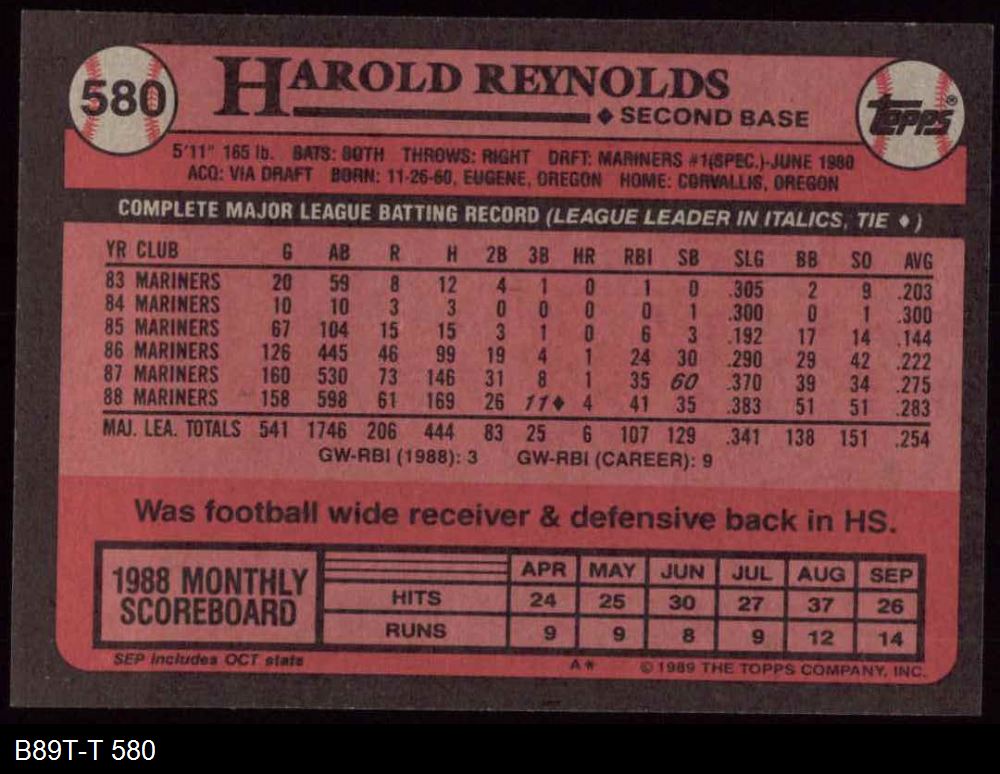 580
HAROLD REYNOLDS
♦ SECOND BASE
Topps®
5'11" 165 lb. BATS: BOTH THROWS: RIGHT DRFT: MARINERS #1(SPEC.)-JUNE 1980
ACQ: VIA DRAFT BORN: 11-26-60, EUGENE, OREGON HOME: CORVALLIS, OREGON
COMPLETE MAJOR LEAGUE BATTING RECORD (LEAGUE LEADER IN ITALICS, TIE ♦)
YR CLUB G AB R H 2B 3B HR RBI SB SLG BB SO AVG
83 MARINERS 20 59 8 12 4 1 0 1 0 .305 2 9 .203
84 MARINERS 10 10 3 3 0 0 0 0 1 .300 0 1 .300
85 MARINERS 67 104 15 15 3 1 0 6 3 .192 17 14 .144
86 MARINERS 126 445 46 99 19 4 1 24 30 .290 29 42 .222
87 MARINERS 160 530 73 146 31 8 1 35 60 .370 39 34 .275
88 MARINERS 158 598 61 169 26 11♦ 4 41 35 .383 51 51 .283
MAJ. LEA. TOTALS 541 1746 206 444 83 25 6 107 129 .341 138 151 .254
GW-RBI (1988): 3 GW-RBI (CAREER): 9
Was football wide receiver & defensive back in HS.
1988 MONTHLY
SCOREBOARD
APR MAY JUN JUL AUG SEP
HITS 24 25 30 27 37 26
RUNS 9 9 8 9 12 14
SEP includes OCT stats
A* © 1989 THE TOPPS COMPANY, INC.
B89T-T 580